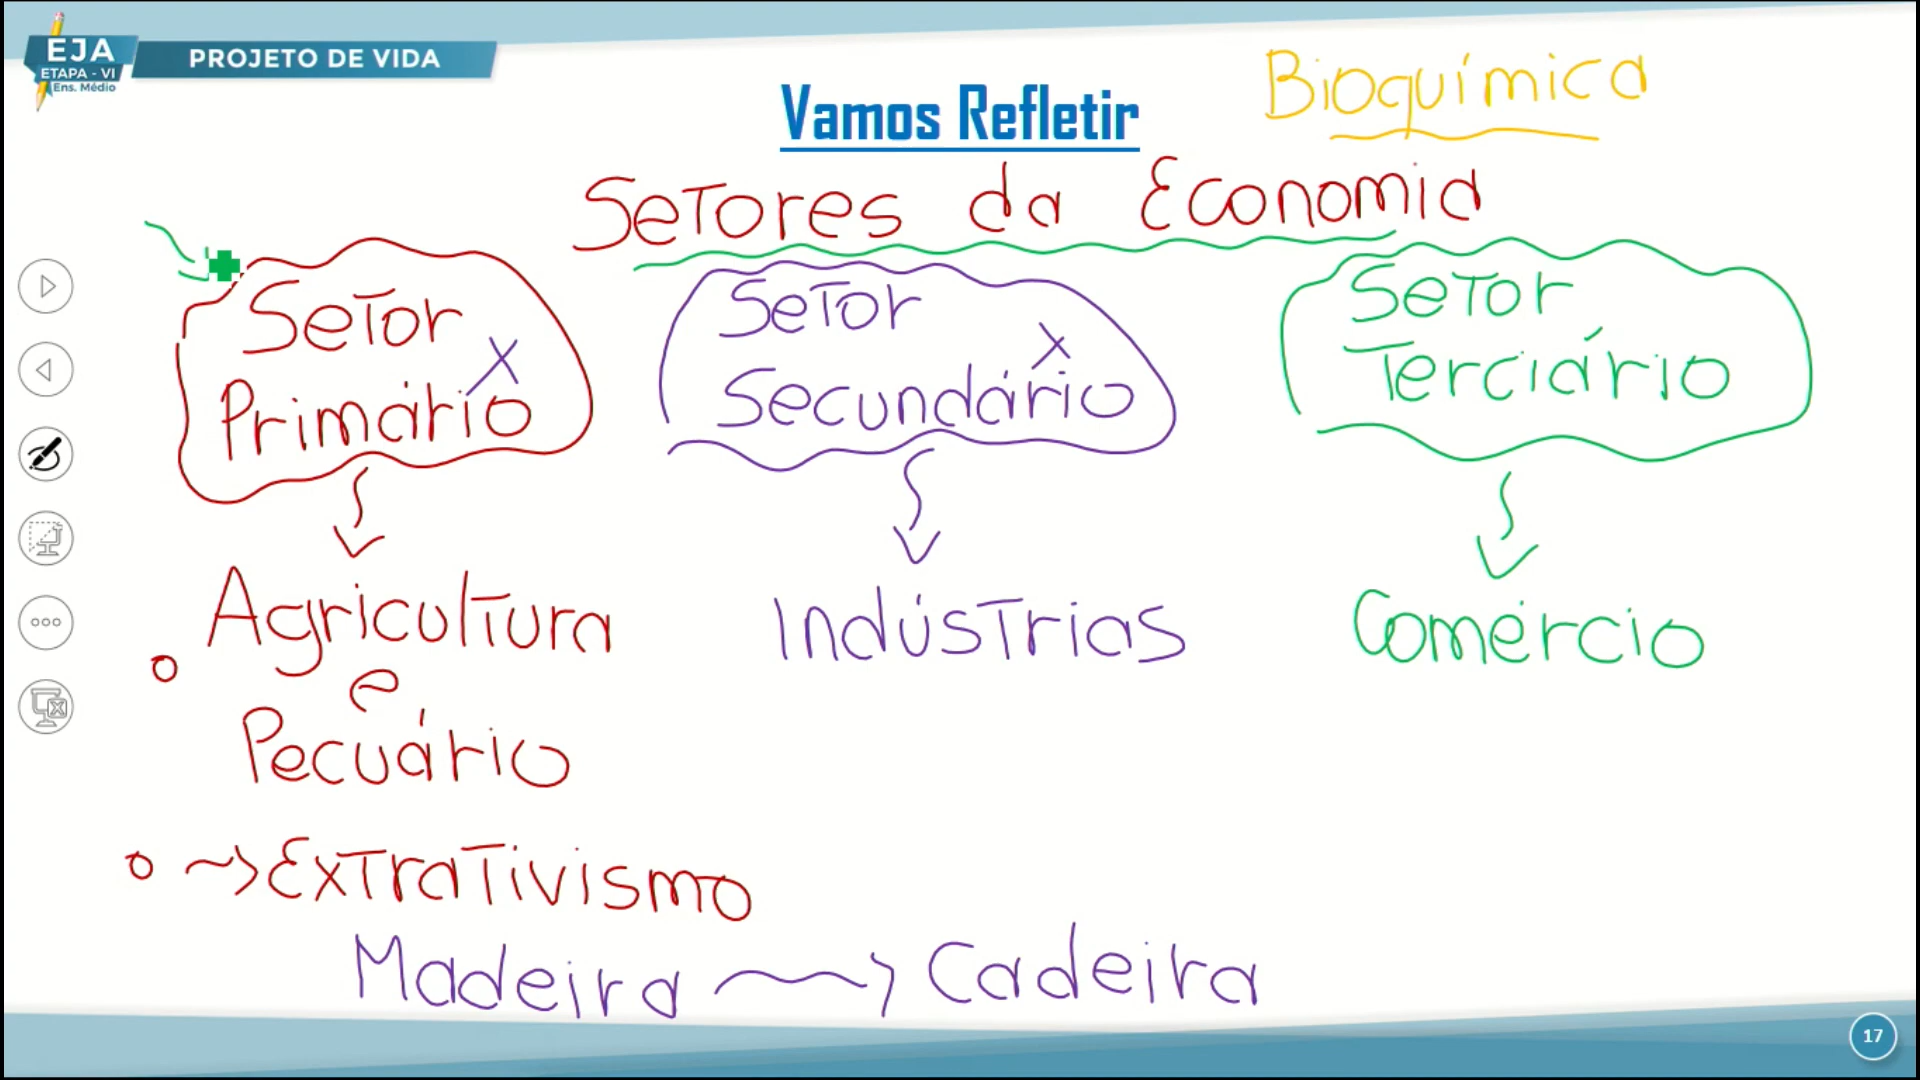 EJA
ETAPA - VI
Ens. Médio
PROJETO DE VIDA
Vamos Refletir
Bioquímica
Setores da Economia
Setor
Primário
X
Setor
Secundário
X
Setor
Terciário
Agricultura
e
Pecuário
Indústrias
Comércio
Extrativismo
Madeira Cadeira
17